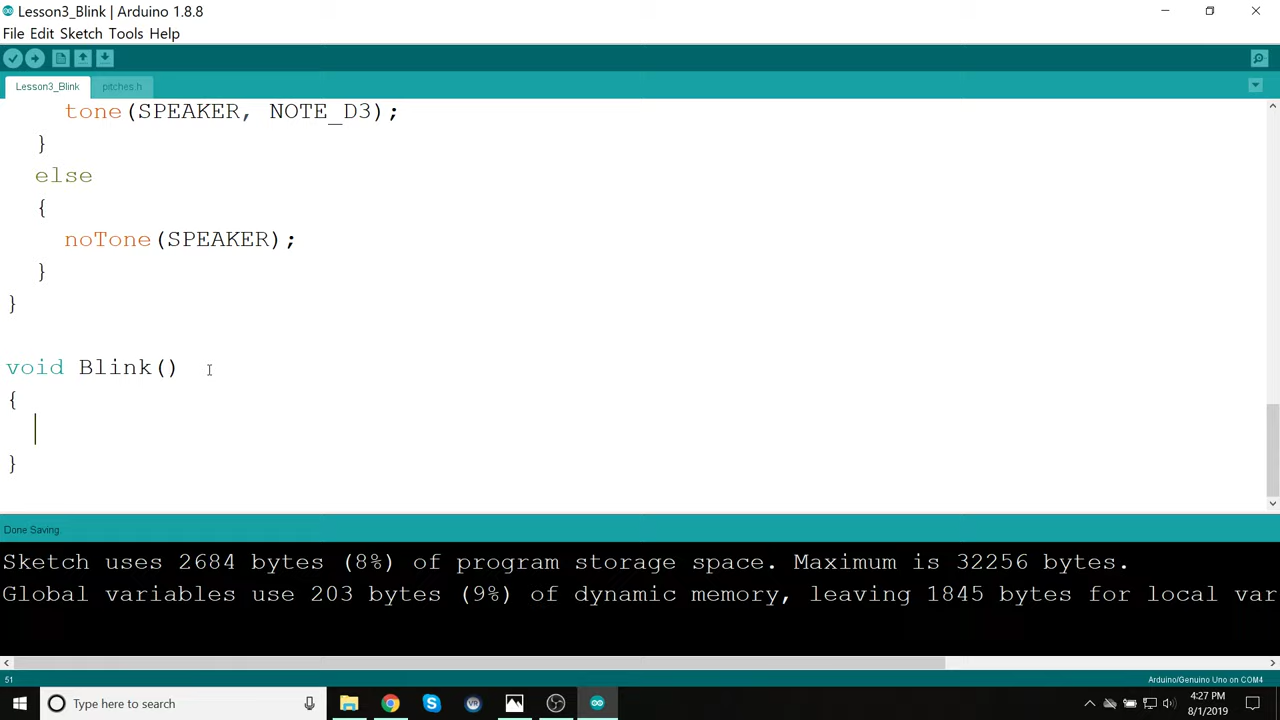 Lesson3_Blink | Arduino 1.8.8
File Edit Sketch Tools Help
Lesson3_Blink
pitches.h
tone(SPEAKER, NOTE_D3);
}
else
{
noTone(SPEAKER);
}
}
void Blink()
{
}
Done Saving.
Sketch uses 2684 bytes (8%) of program storage space. Maximum is 32256 bytes.
Global variables use 203 bytes (9%) of dynamic memory, leaving 1845 bytes for local var
51
Arduino/Genuino Uno on COM4
Type here to search
4:27 PM
8/1/2019